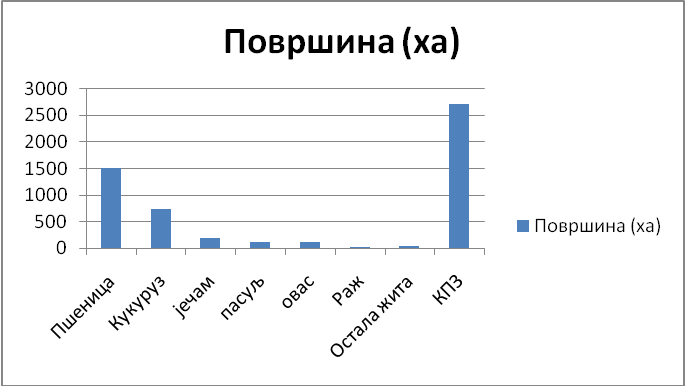 Површина (ха)
3000
2500
2000
1500
1000
500
0
Пшеница
Кукуруз
јечам
пасуљ
овас
Раж
Остала жита
КПЗ
Површина (ха)